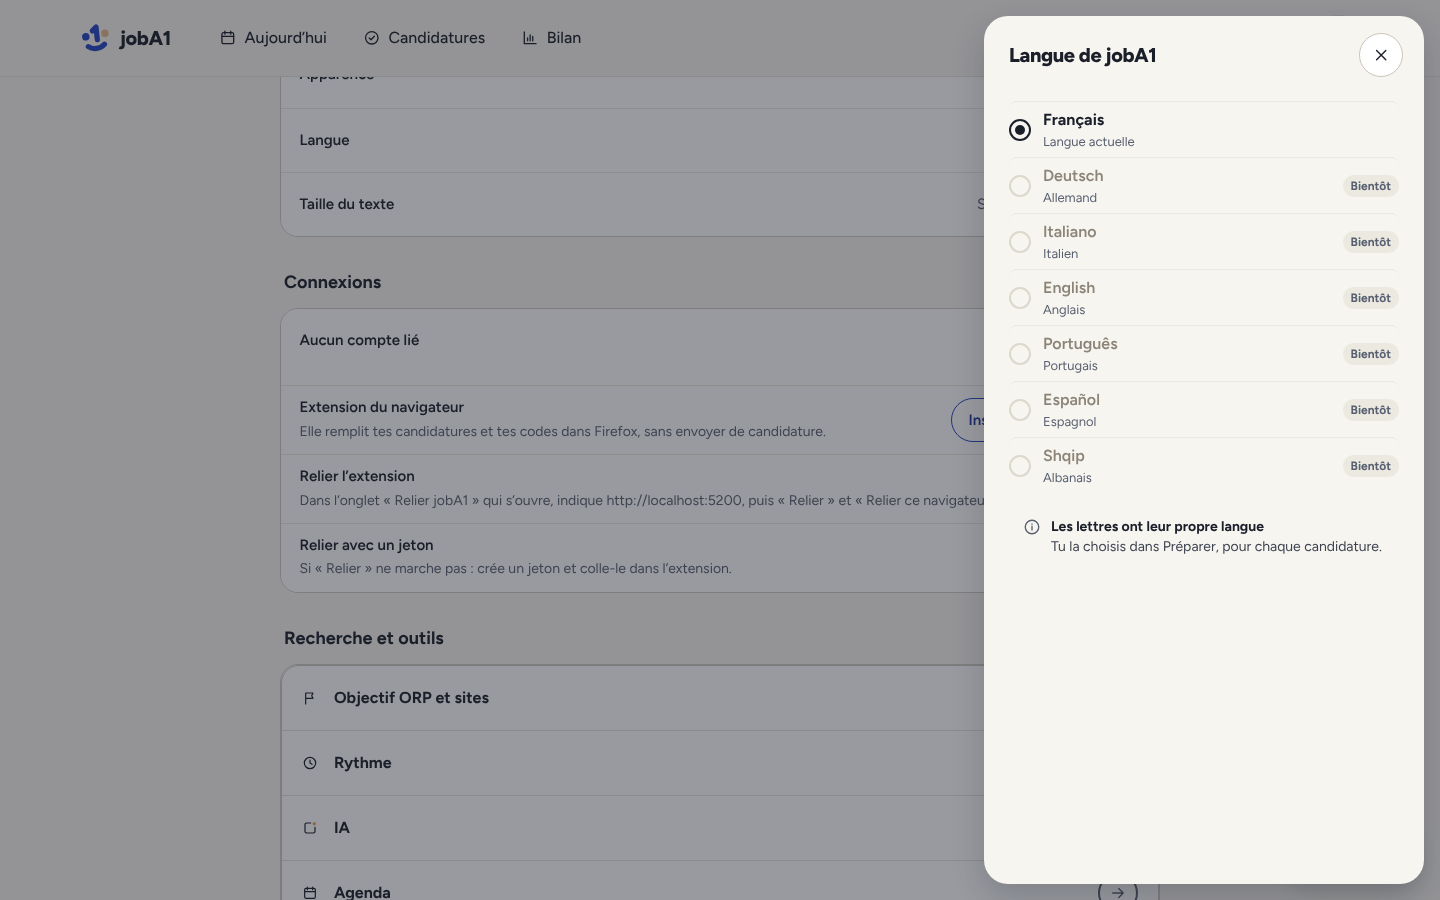 jobA1
Aujourd’hui
Candidatures
Bilan
Apparence
Langue
Taille du texte
Connexions
Aucun compte lié
Extension du navigateur
Elle remplit tes candidatures et tes codes dans Firefox, sans envoyer de candidature.
Relier l’extension
Dans l’onglet « Relier jobA1 » qui s’ouvre, indique http://localhost:5200, puis « Relier » et « Relier ce
Relier avec un jeton
Si « Relier » ne marche pas : crée un jeton et colle-le dans l’extension.
Recherche et outils
Objectif ORP et sites
Rythme
IA
Agenda
Langue de jobA1
Français
Langue actuelle
Deutsch
Allemand
Bientôt
Italiano
Italien
Bientôt
English
Anglais
Bientôt
Português
Portugais
Bientôt
Español
Espagnol
Bientôt
Shqip
Albanais
Bientôt
Les lettres ont leur propre langue
Tu la choisis dans Préparer, pour chaque candidature.